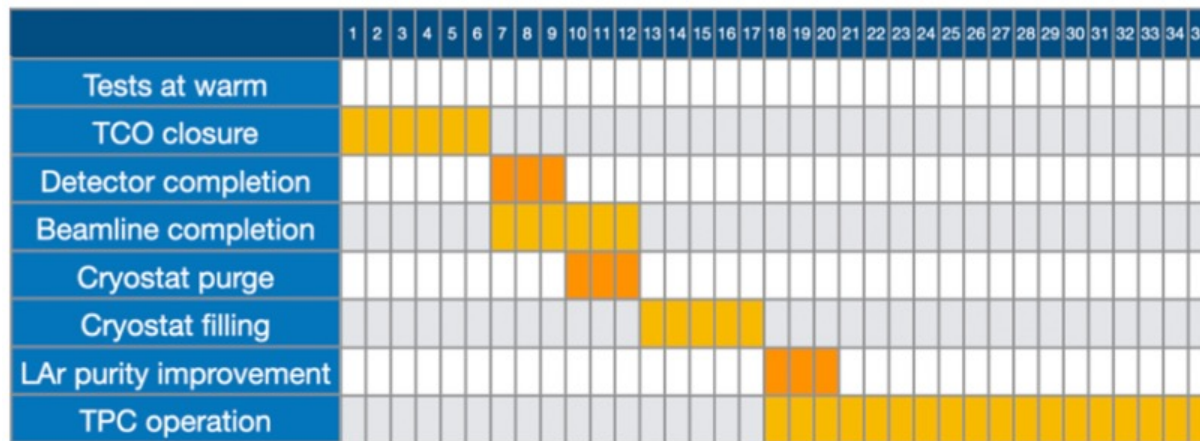 1 2 3 4 5 6 7 8 9 10 11 12 13 14 15 16 17 18 19 20 21 22 23 24 25 26 27 28 29 30 31 32 33 34
Tests at warm
TCO closure
Detector completion
Beamline completion
Cryostat purge
Cryostat filling
LAr purity improvement
TPC operation